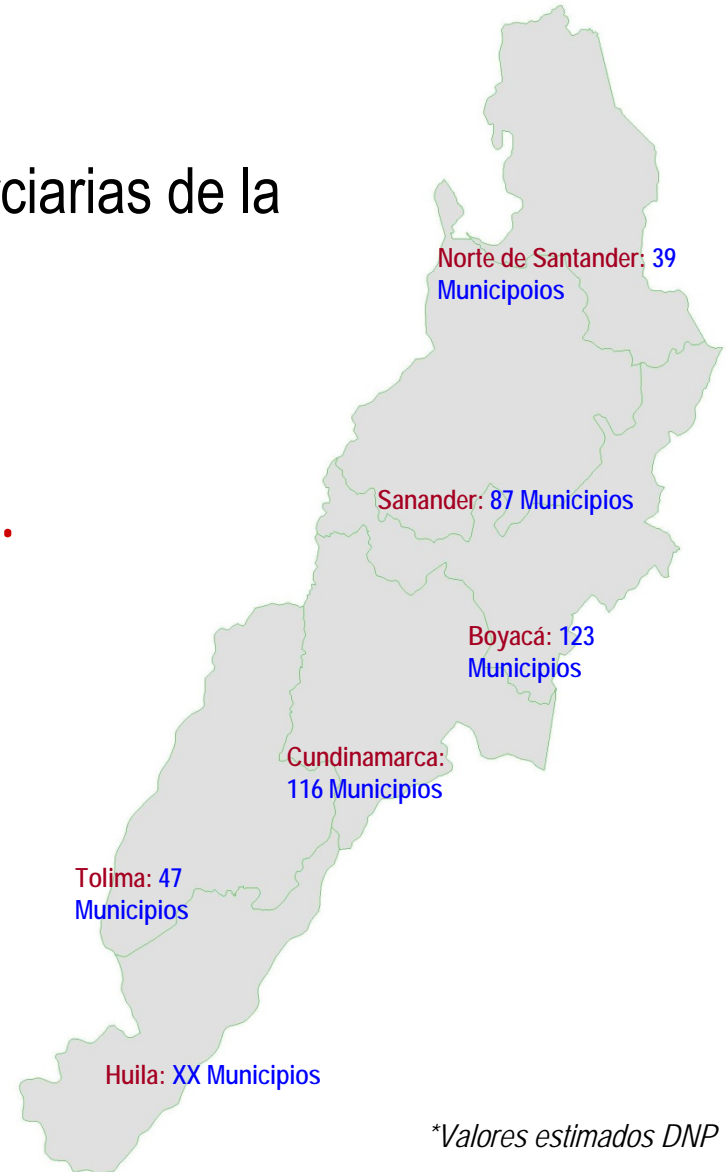 ciarias de la
Norte de Santander: 39
Municipoios
Sanander: 87 Municipios
.
Boyacá: 123
Municipios
Cundinamarca:
116 Municipios
Tolima: 47
Municipios
Huila: XX Municipios
*Valores estimados DNP